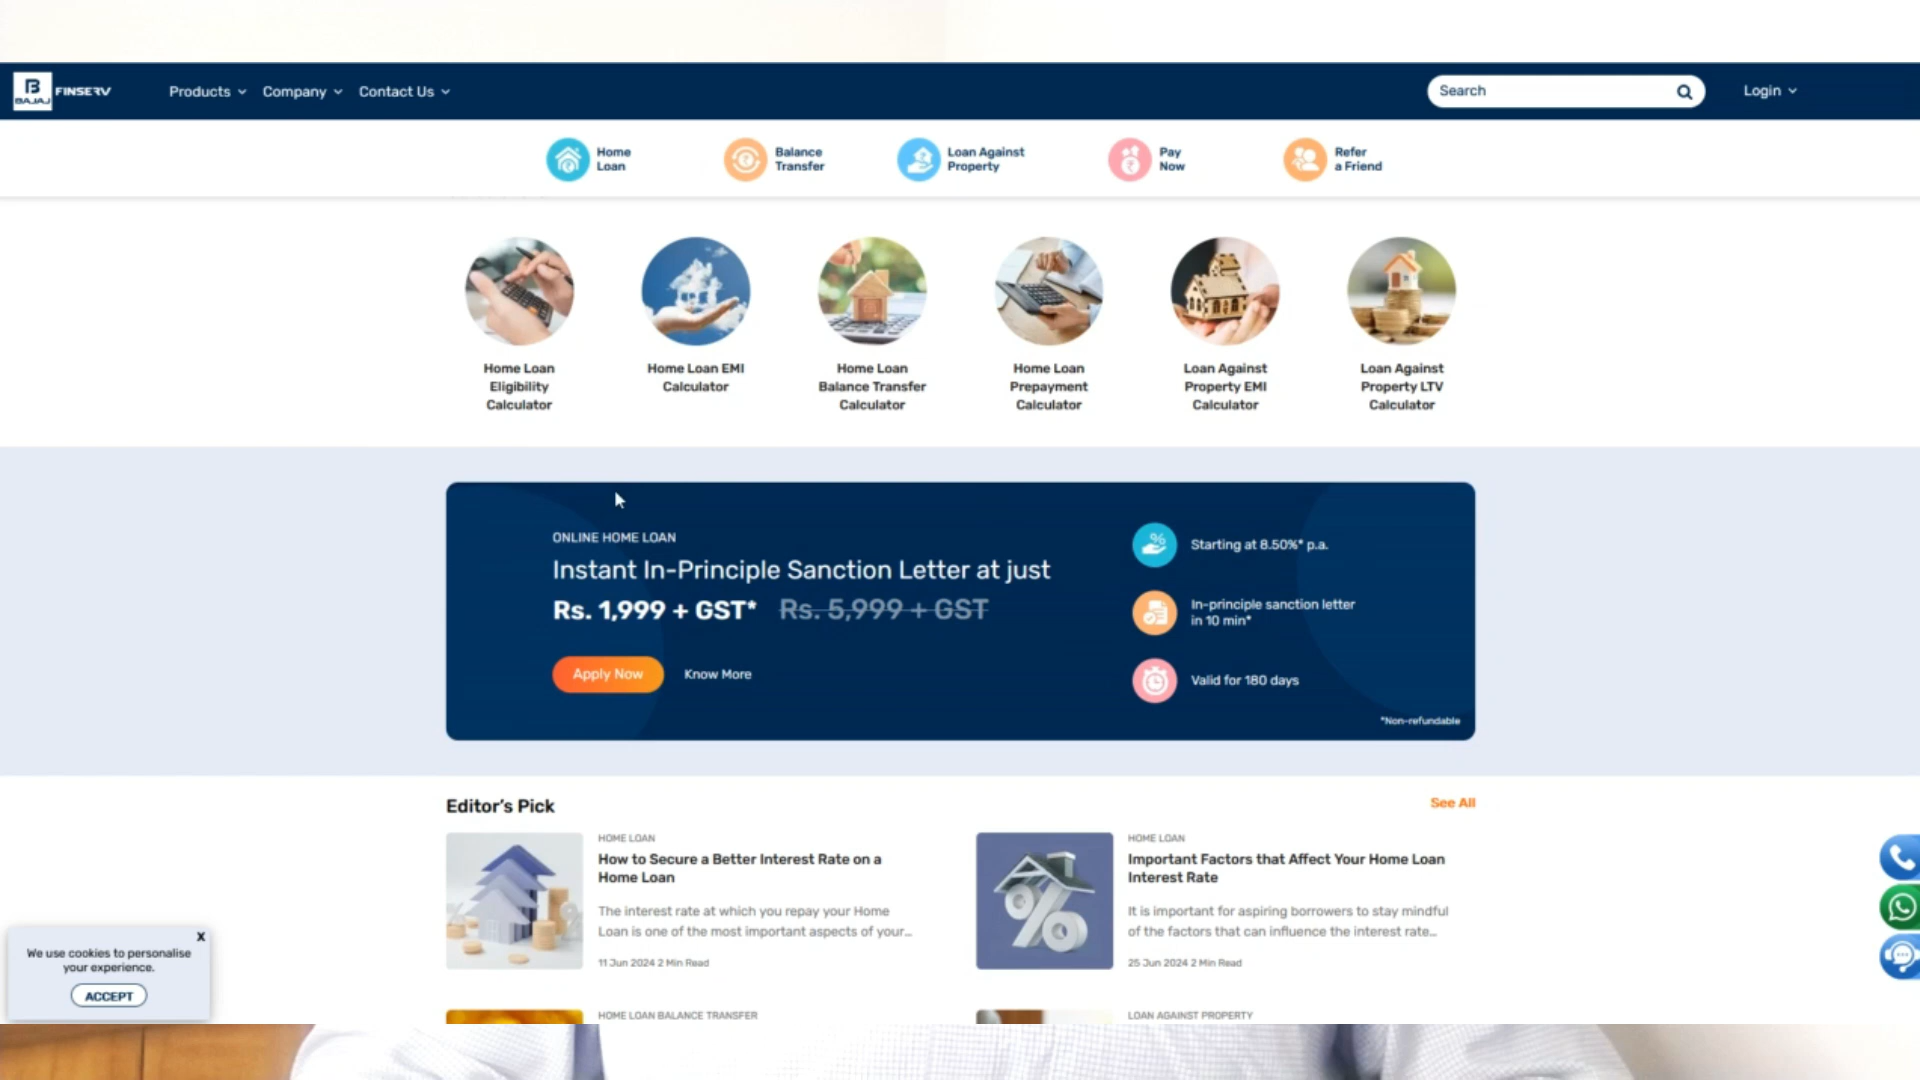 BAJAJ FINSERV
Products Company Contact Us Search Login
Home
Loan
Balance
Transfer
Loan Against
Property
Pay
Now
Refer
a Friend
Home Loan
Eligibility
Calculator
Home Loan EMI
Calculator
Home Loan
Balance Transfer
Calculator
Home Loan
Prepayment
Calculator
Loan Against
Property EMI
Calculator
Loan Against
Property LTV
Calculator
ONLINE HOME LOAN
Instant In-Principle Sanction Letter at just
Rs. 1,999 + GST* Rs. 5,999 + GST
Apply Now Know More
Starting at 8.50%* p.a.
In-principle sanction letter
in 10 min*
Valid for 180 days
*Non-refundable
Editor's Pick
See All
HOME LOAN
How to Secure a Better Interest Rate on a
Home Loan
The interest rate at which you repay your Home
Loan is one of the most important aspects of your...
11 Jun 2024 2 Min Read
HOME LOAN
Important Factors that Affect Your Home Loan
Interest Rate
It is important for aspiring borrowers to stay mindful
of the factors that can influence the interest rate...
25 Jun 2024 2 Min Read
HOME LOAN BALANCE TRANSFER
LOAN AGAINST PROPERTY
X
We use cookies to personalise
your experience.
ACCEPT